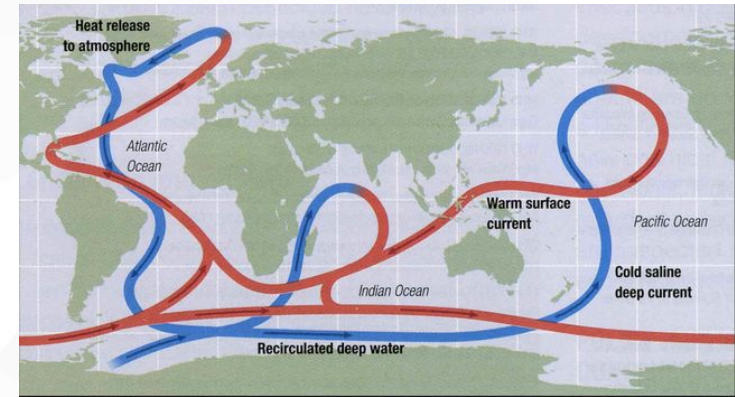 Heat release
to atmosphere
Atlantic
Ocean
Warm surface
current
Pacific Ocean
Cold saline
deep current
Indian Ocean
Recirculated deep water